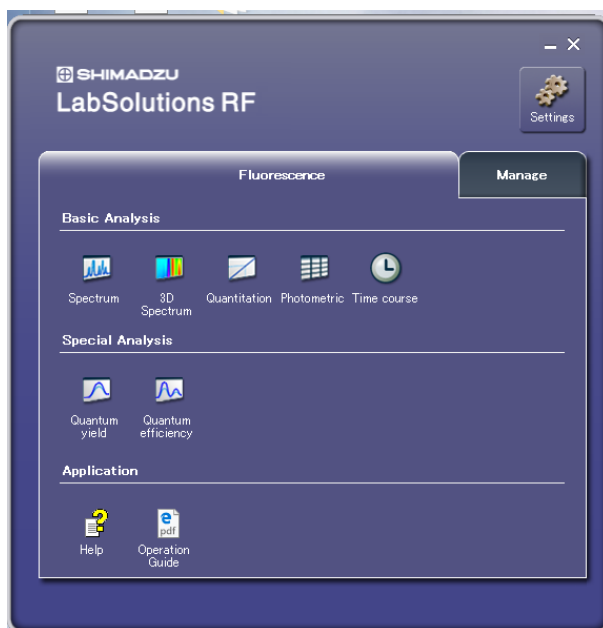 SHIMADZU
LabSolutions RF
Settings
Fluorescence
Manage
Basic Analysis
Spectrum
3D
Spectrum
Quantitation
Photometric
Time course
Special Analysis
Quantum
yield
Quantum
efficiency
Application
Help
e
pdf
Operation
Guide